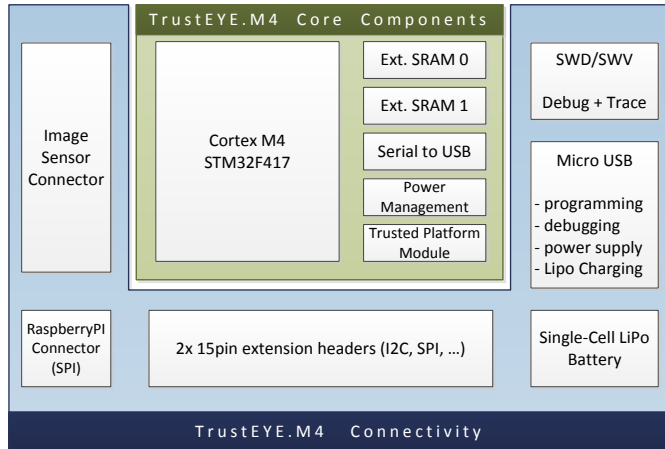 TrustEYE.M4 Core Components
Image
Sensor
Connector
Cortex M4
STM32F417
Ext. SRAM 0
Ext. SRAM 1
Serial to USB
Power
Management
Trusted Platform
Module
SWD/SWV
Debug + Trace
Micro USB
- programming
- debugging
- power supply
- Lipo Charging
RaspberryPI
Connector
(SPI)
2x 15pin extension headers (I2C, SPI, ...)
Single-Cell LiPo
Battery
TrustEYE.M4 Connectivity